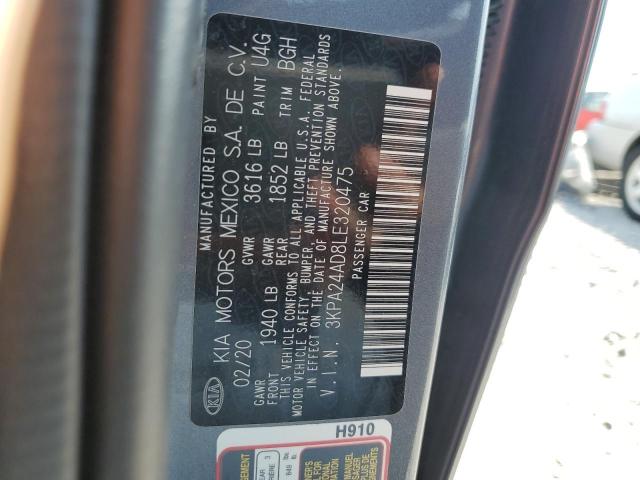 MANUFACTURED BY
KIA MOTORS MEXICO S.A. DE C.V.
02/20 GVWR 3616 LB PAINT U4G
GAWR FRONT 1940 LB GAWR REAR 1852 LB TRIM BGH
THIS VEHICLE CONFORMS TO ALL APPLICABLE U.S.A. FEDERAL
MOTOR VEHICLE SAFETY, BUMPER, AND THEFT PREVENTION STANDARDS
IN EFFECT ON THE DATE OF MANUFACTURE SHOWN ABOVE.
V.I.N. 3KPA24AD8LE320475
PASSENGER CAR
KIA
H910